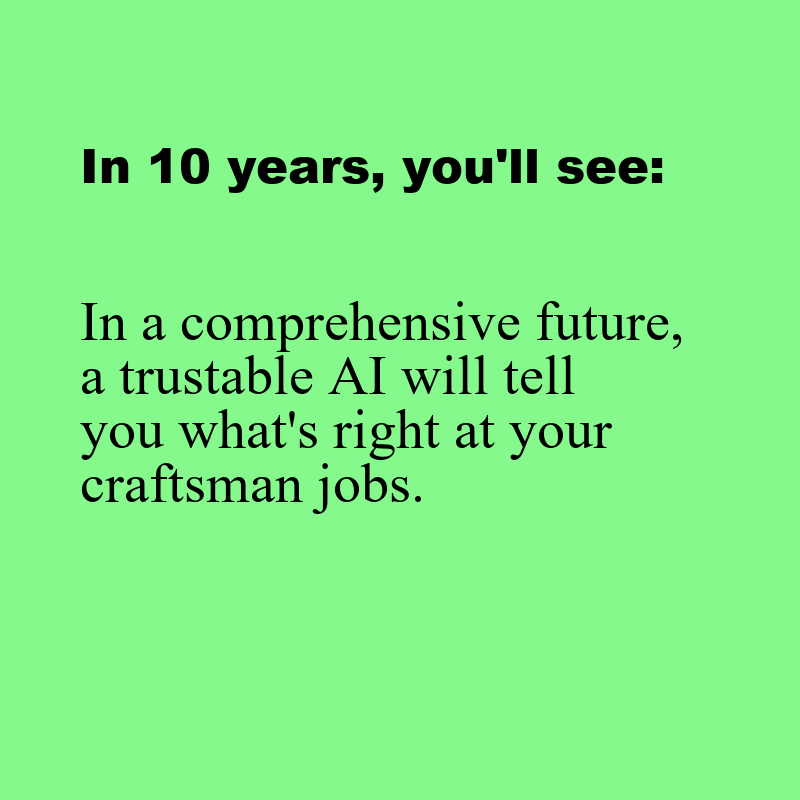 In 10 years, you'll see:
In a comprehensive future,
a trustable AI will tell
you what's right at your
craftsman jobs.